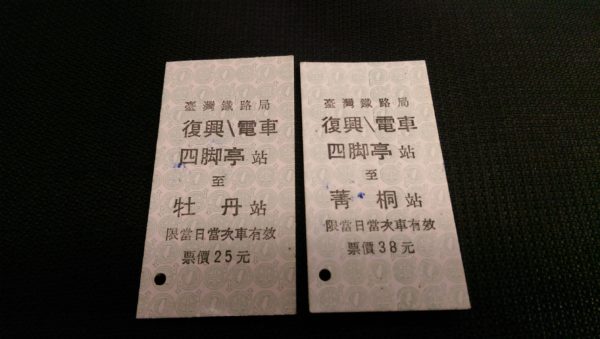 臺灣鐵路局
復興\電車
四脚亭站
至
牡丹站
限當日當次車有效
票價25元
臺灣鐵路局
復興\電車
四脚亭站
至
菁桐站
限當日當次車有效
票價38元